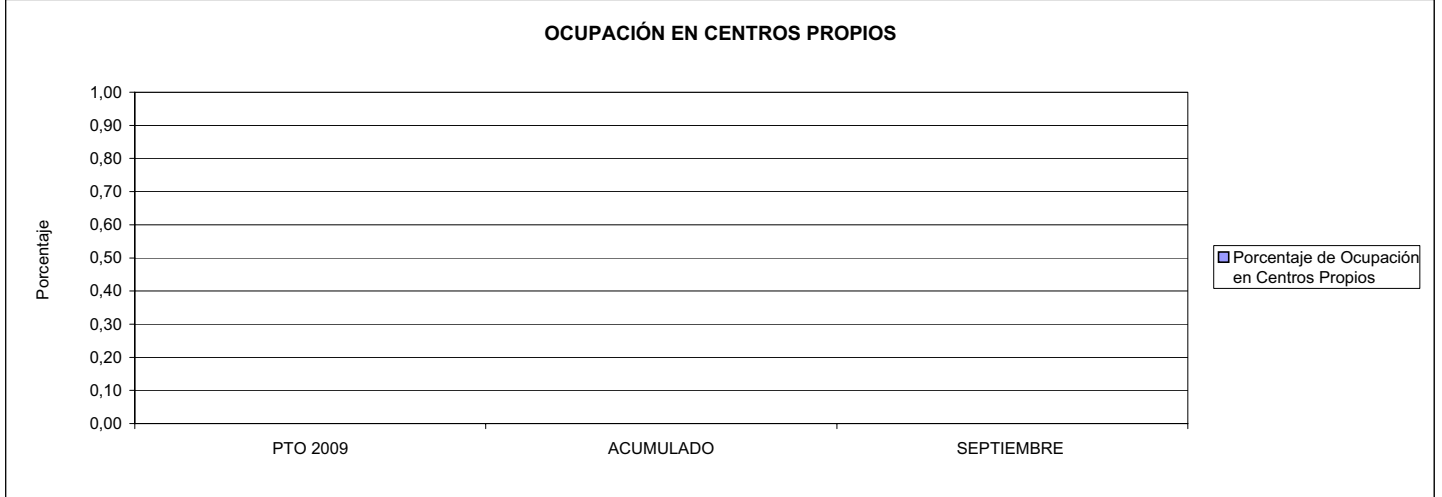 OCUPACIÓN EN CENTROS PROPIOS
1,00
0,90
0,80
0,70
0,60
0,50
0,40
0,30
0,20
0,10
0,00
Porcentaje
PTO 2009
ACUMULADO
SEPTIEMBRE
Porcentaje de Ocupación
en Centros Propios